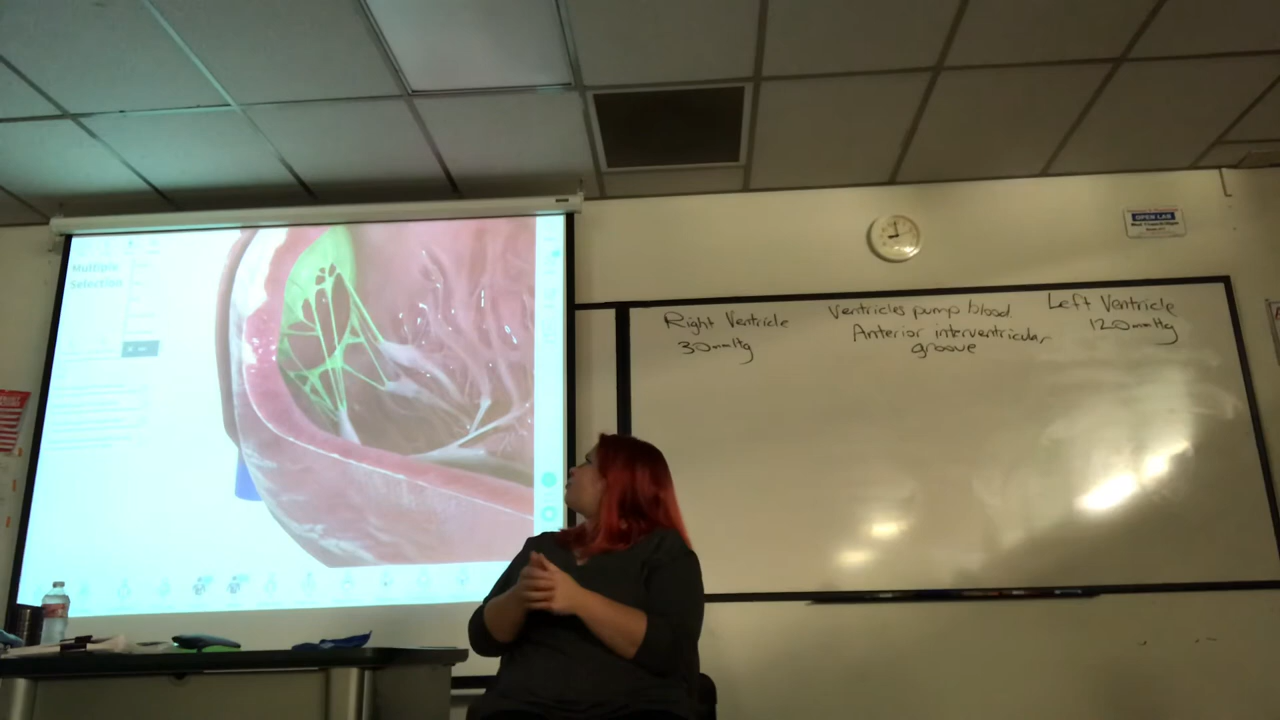 Multiple
Selection
OPEN LAB
Right Ventricle
30mmHg
Ventricles pump blood
Anterior interventricular
groove
Left Ventricle
120mmHg